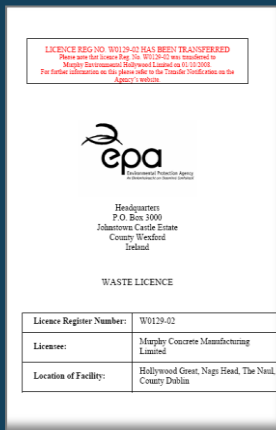 LICENCE REG NO. W0129-02 HAS BEEN TRANSFERRED
Please note that licence Reg. No. W0129-02 was transferred to
Murphy Environmental Hollywood Limited on 01/10/2008.
For further information on this please refer to the Transfer Notification on the
Agency's website.
epa
Environmental Protection Agency
Headquarters
P.O. Box 3000
Johnstown Castle Estate
County Wexford
Ireland
WASTE LICENCE
Licence Register Number: W0129-02
Licensee: Murphy Concrete Manufacturing
Limited
Location of Facility: Hollywood Great, Nags Head, The Naul,
County Dublin